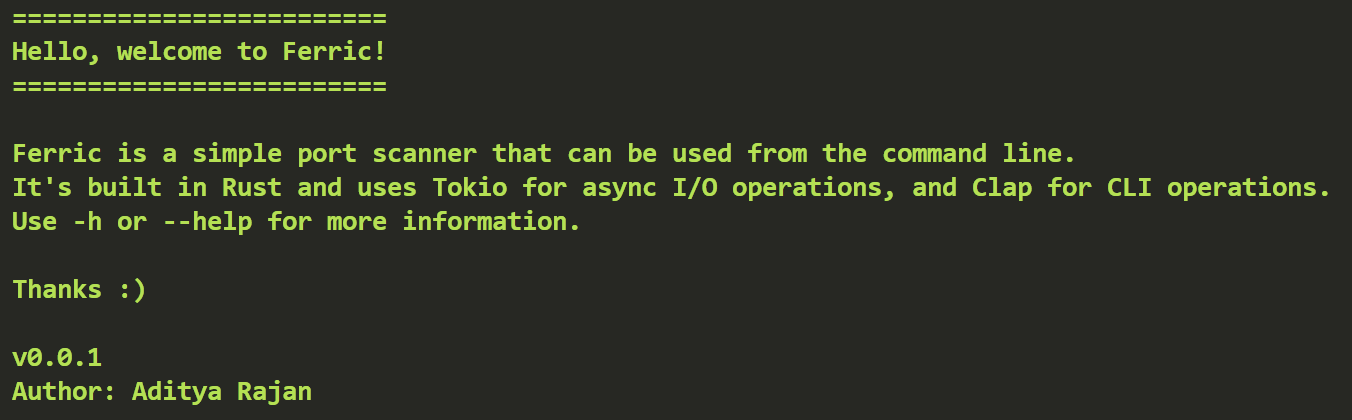 =========================
Hello, welcome to Ferric!
=========================
Ferric is a simple port scanner that can be used from the command line.
It's built in Rust and uses Tokio for async I/O operations, and Clap for CLI operations.
Use -h or --help for more information.
Thanks :)
v0.0.1
Author: Aditya Rajan